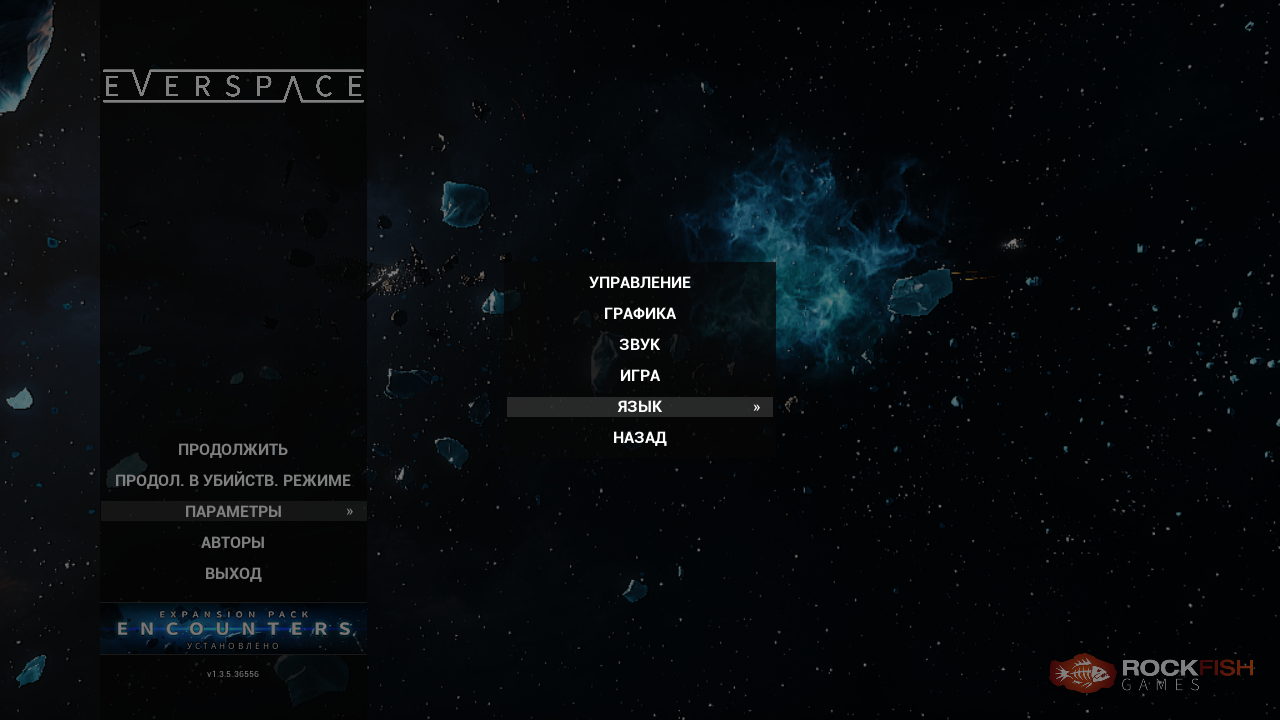 EVERSPACE
УПРАВЛЕНИЕ
ГРАФИКА
ЗВУК
ИГРА
ЯЗЫК »
НАЗАД
ПРОДОЛЖИТЬ
ПРОДОЛ. В УБИЙСТВ. РЕЖИМЕ
ПАРАМЕТРЫ »
АВТОРЫ
ВЫХОД
EXPANSION PACK
ENCOUNTERS
УСТАНОВЛЕНО
v1.3.5.36556
ROCKFISH
GAMES